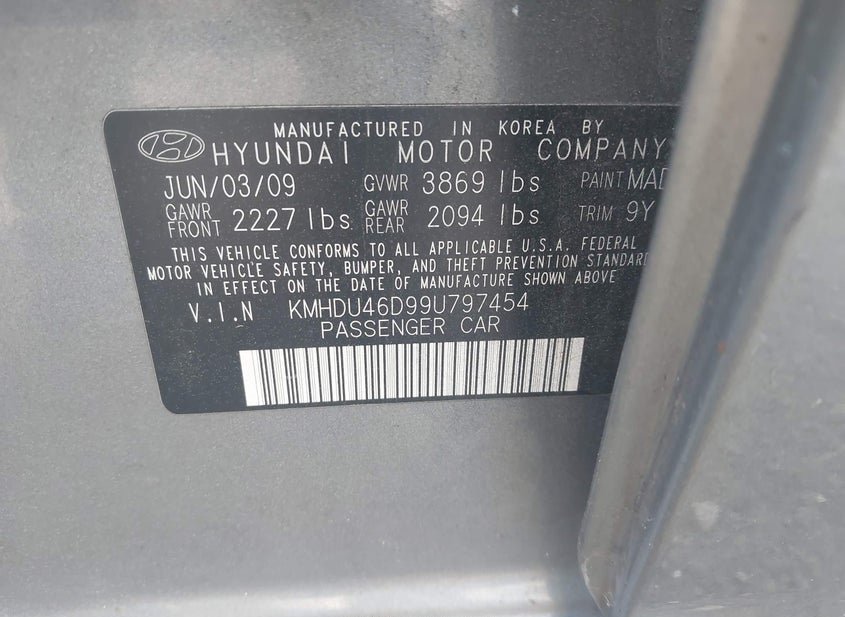 MANUFACTURED IN KOREA BY
HYUNDAI MOTOR COMPANY
JUN/03/09 GVWR 3869 lbs PAINT
GAWR FRONT 2227 lbs GAWR REAR 2094 lbs TRIM 9Y
THIS VEHICLE CONFORMS TO ALL APPLICABLE U.S.A. FEDERAL
MOTOR VEHICLE SAFETY, BUMPER, AND THEFT PREVENTION
IN EFFECT ON THE DATE OF MANUFACTURE SHOWN ABOVE
V.I.N KMHDU46D99U797454
PASSENGER CAR